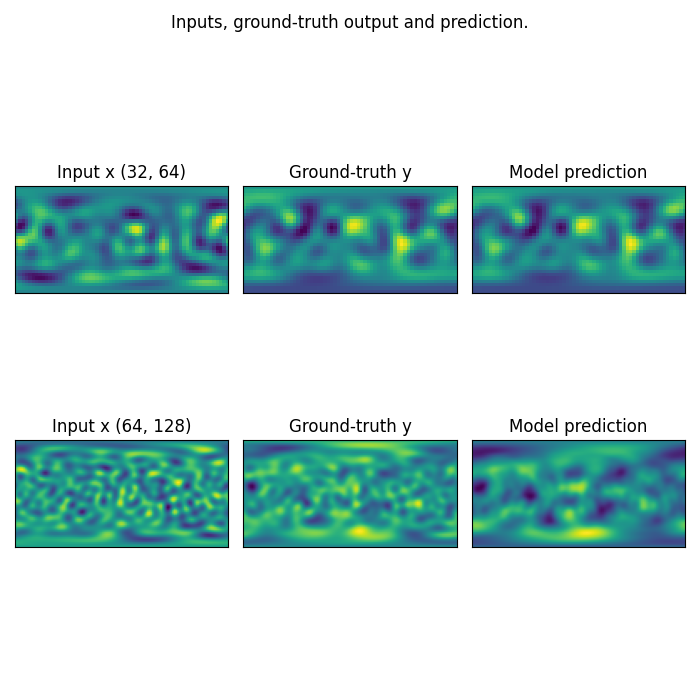 Inputs, ground-truth output and prediction.
Input x (32, 64)
Ground-truth y
Model prediction
Input x (64, 128)
Ground-truth y
Model prediction